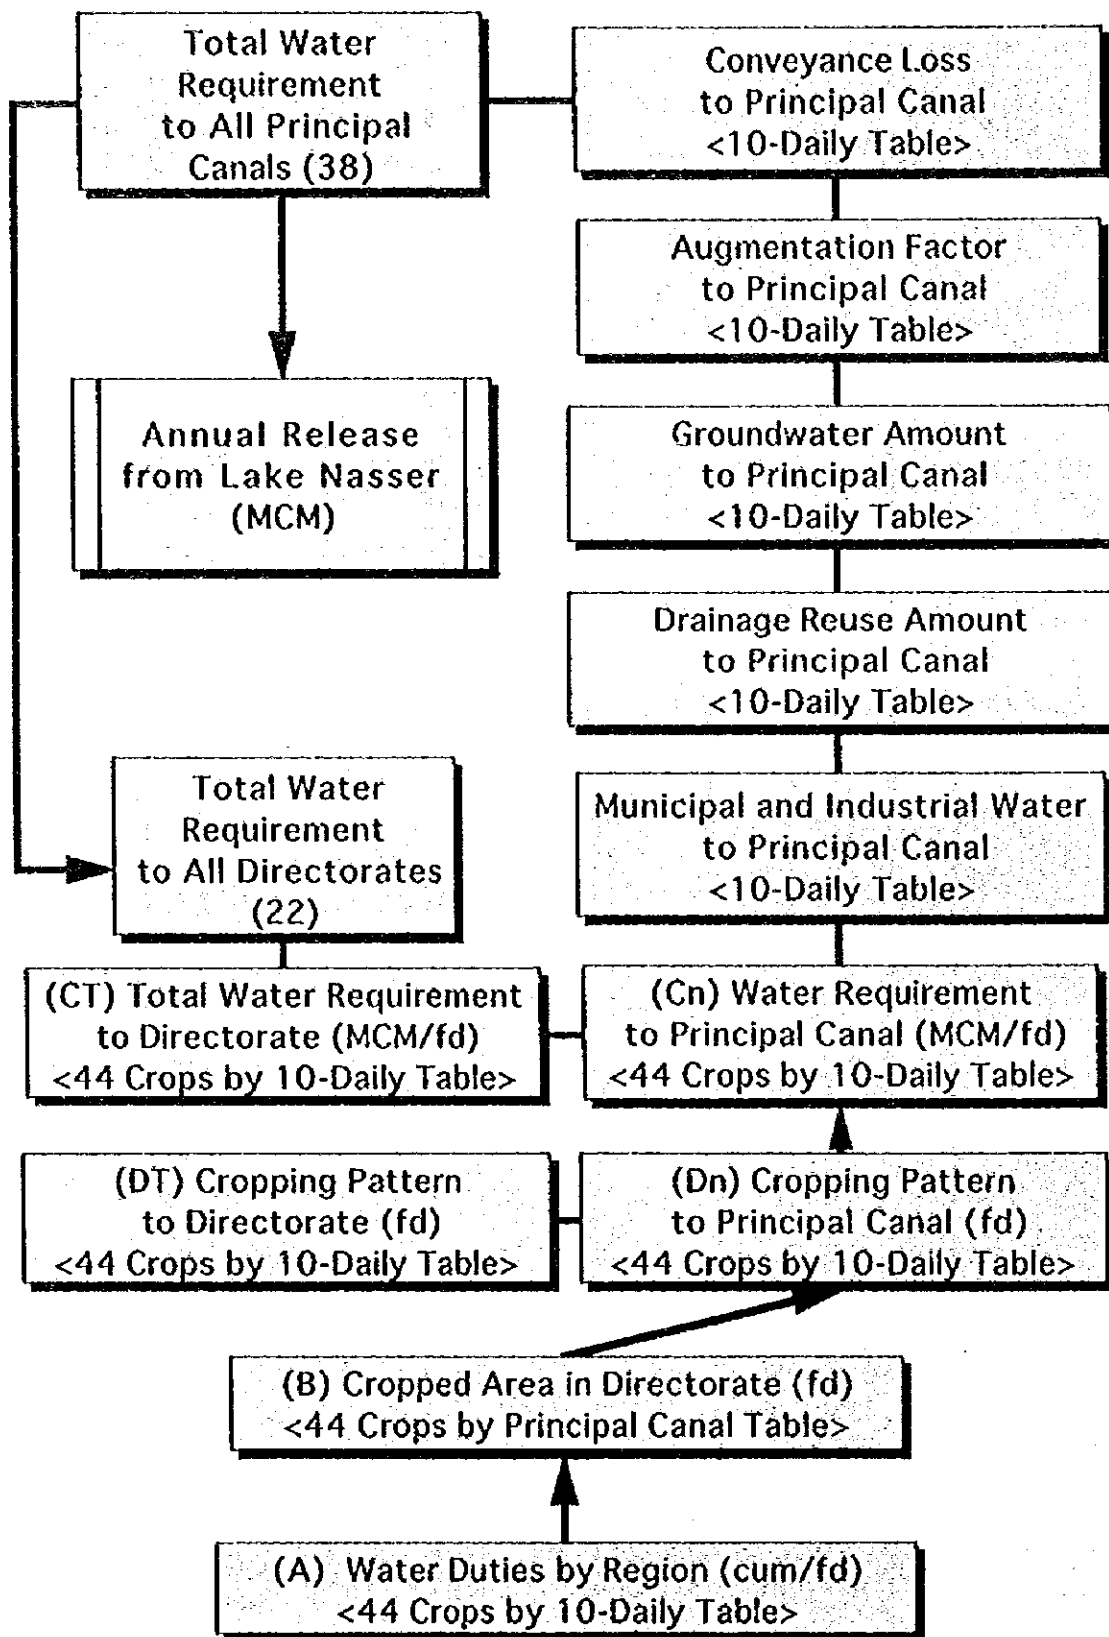 Total Water
Requirement
to All Principal
Canals (38)
Conveyance Loss
to Principal Canal
<10-Daily Table>
Augmentation Factor
to Principal Canal
<10-Daily Table>
Annual Release
from Lake Nasser
(MCM)
Groundwater Amount
to Principal Canal
<10-Daily Table>
Drainage Reuse Amount
to Principal Canal
<10-Daily Table>
Total Water
Requirement
to All Directorates
(22)
Municipal and Industrial Water
to Principal Canal
<10-Daily Table>
(CT) Total Water Requirement
to Directorate (MCM/fd)
<44 Crops by 10-Daily Table>
(Cn) Water Requirement
to Principal Canal (MCM/fd)
<44 Crops by 10-Daily Table>
(DT) Cropping Pattern
to Directorate (fd)
<44 Crops by 10-Daily Table>
(Dn) Cropping Pattern
to Principal Canal (fd)
<44 Crops by 10-Daily Table>
(B) Cropped Area in Directorate (fd)
<44 Crops by Principal Canal Table>
(A) Water Duties by Region (cum/fd)
<44 Crops by 10-Daily Table>